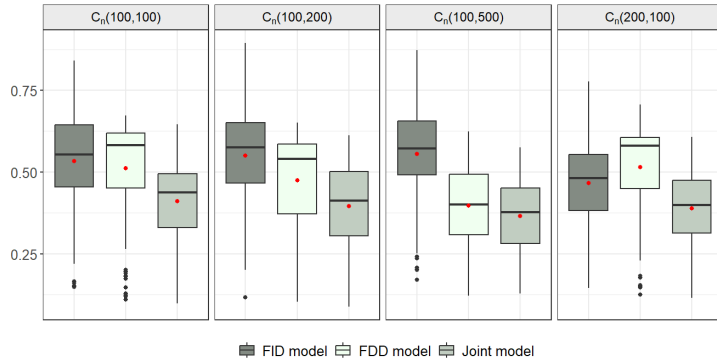 Cₙ(100,100) Cₙ(100,200) Cₙ(100,500) Cₙ(200,100)
0.75
0.50
0.25
FID model FDD model Joint model